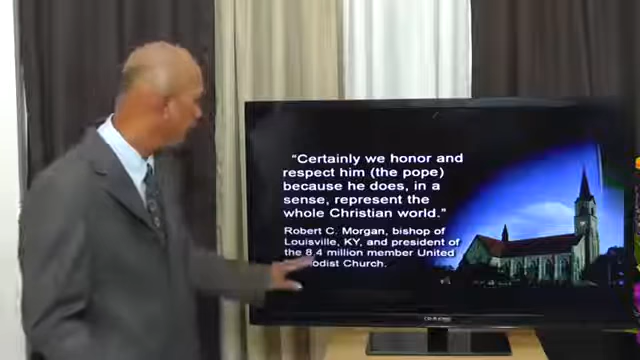 "Certainly we honor and
respect him (the pope)
because he does, in a
sense, represent the
whole Christian world."
Robert C. Morgan, bishop of
Louisville, KY, and president of
the 8.4 million member United
odist Church.